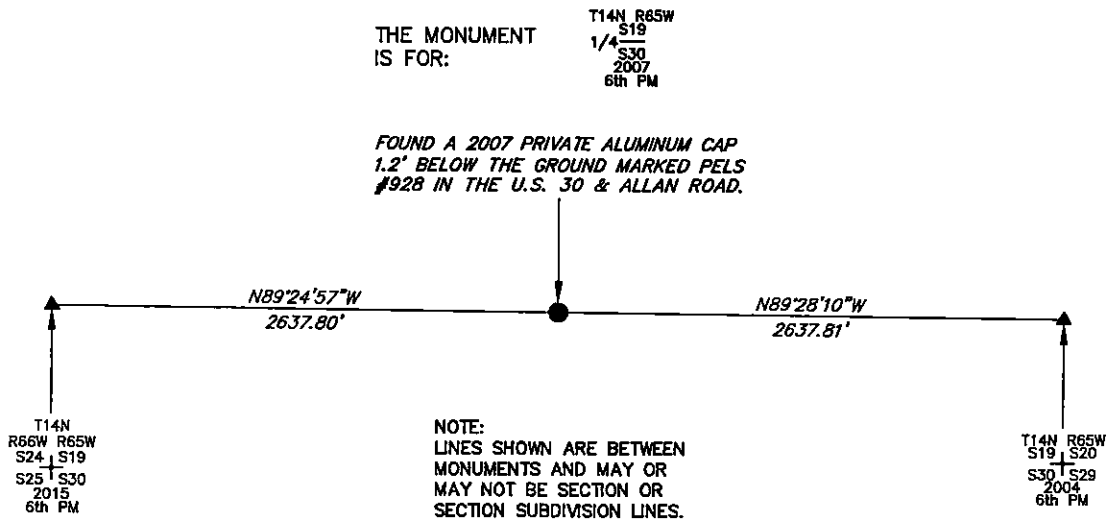 THE MONUMENT
IS FOR:
T14N R65W
S19
1/4
S30
2007
6th PM
FOUND A 2007 PRIVATE ALUMINUM CAP
1.2' BELOW THE GROUND MARKED PELS
#928 IN THE U.S. 30 & ALLAN ROAD.
N89°24'57"W
2637.80'
N89°28'10"W
2637.81'
T14N
R66W R65W
S24 S19
S25 S30
2015
6th PM
NOTE:
LINES SHOWN ARE BETWEEN
MONUMENTS AND MAY OR
MAY NOT BE SECTION OR
SECTION SUBDIVISION LINES.
T14N R65W
S19 S20
S30 S29
2004
6th PM